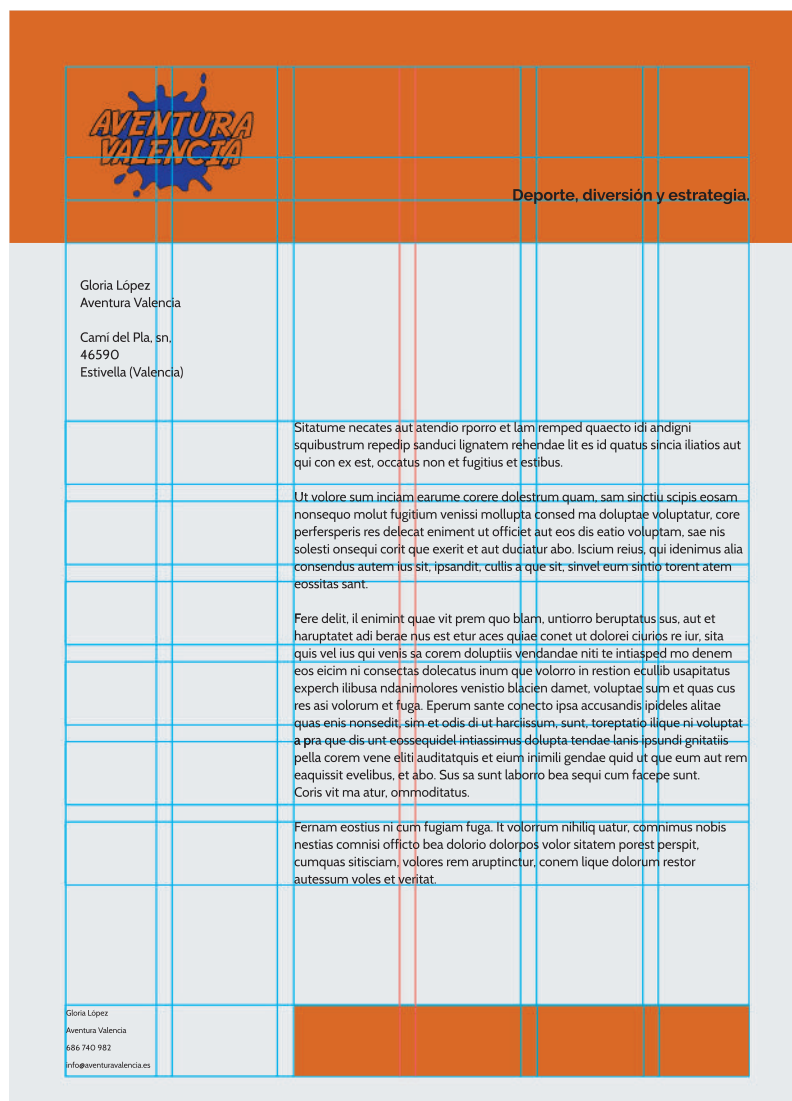 AVENTURA
VALENCIA
Deporte, diversión y estrategia.
Gloria López
Aventura Valencia
Camí del Pla, sn,
46590
Estivella (Valencia)
Sitatume necates aut atendio rporro et lam remped quaecto idi andigni
squibustrum repedip sanduci lignatem rehendae lit es id quatus sincia iliatios aut
qui con ex est, occatus non et fugitius et estibus.
Ut volore sum inciam earume corere dolestrum quam, sam sinctiu scipis eosam
nonsequo molut fugitium venissi mollupta consed ma doluptae voluptatur, core
perfersperis res delecat eniment ut officiet aut eos dis eatio voluptam, sae nis
solesti onsequi corit que exerit et aut duciatur abo. Iscium reius, qui idenimus alia
consendus autem ius sit, ipsandit, cullis a que sit, sinvel eum sintio torent atem
eossitas sant.
Fere delit, il enimint quae vit prem quo blam, untiorro beruptatus sus, aut et
haruptatet adi berae nus est etur aces quiae conet ut dolorei ciurios re iur, sita
quis vel ius qui venis sa corem doluptiis vendandae niti te intiasped mo denem
eos eicim ni consectas dolecatus inum que volorro in restion ecullib usapitatus
experch ilibusa ndanimolores venistio blacien damet, voluptae sum et quas cus
res asi volorum et fuga. Eperum sante conecto ipsa accusandis ipideles alitae
quas enis nonsedit, sim et odis di ut harciissum, sunt, toreptatio ilique ni voluptat
a pra que dis unt eossequidel intiassimus dolupta tendae lanis ipsundi gnitatiis
pella corem vene eliti auditatquis et eium inimili gendae quid ut que eum aut rem
eaquissit evelibus, et abo. Sus sa sunt laborro bea sequi cum facepe sunt.
Coris vit ma atur, ommoditatus.
Fernam eostius ni cum fugiam fuga. It volorrum nihiliq uatur, comnimus nobis
nestias comnisi officto bea dolorio dolorpos volor sitatem porest perspit,
cumquas sitisciam, volores rem aruptinctur, conem lique dolorum restor
autessum voles et veritat.
Gloria López
Aventura Valencia
686 740 982
info@aventuravalencia.es